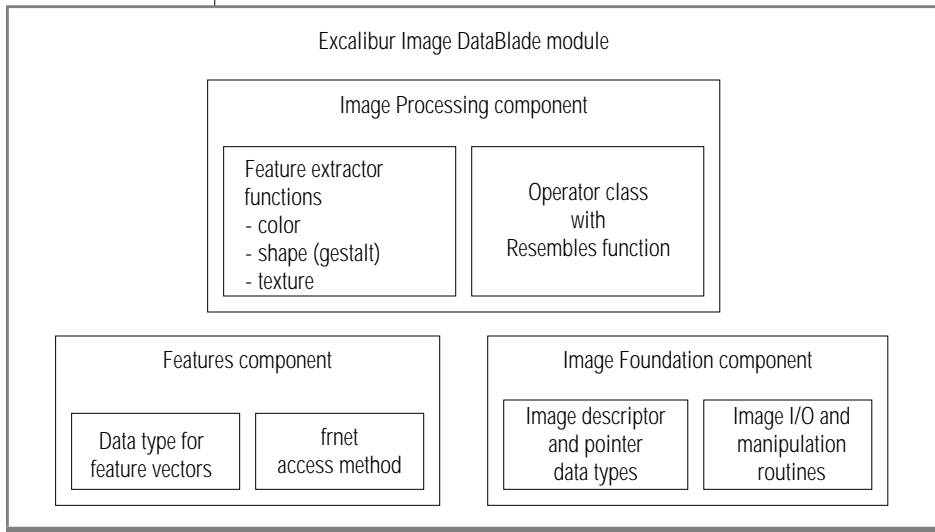 Excalibur Image DataBlade module
Image Processing component
Feature extractor
functions
- color
- shape (gestalt)
- texture
Operator class
with
Resembles function
Features component
Data type for
feature vectors
frnet
access method
Image Foundation component
Image descriptor
and pointer
data types
Image I/O and
manipulation
routines